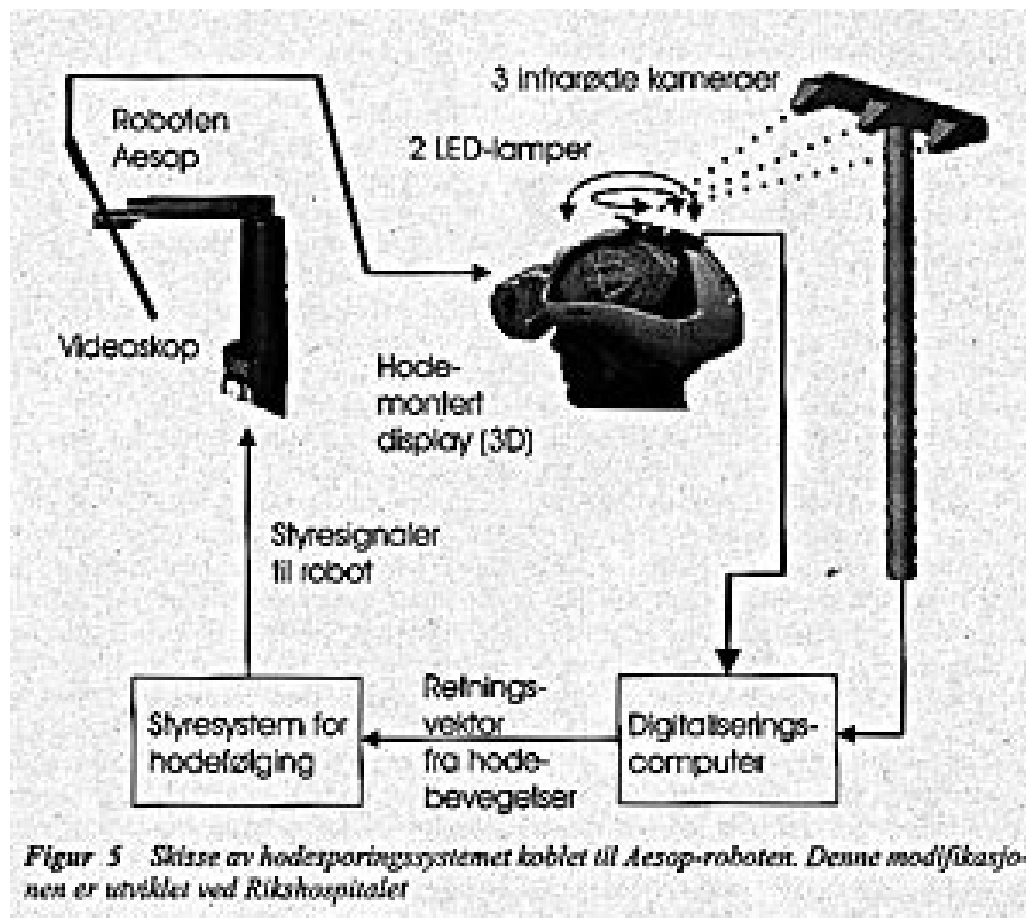 3 infrarøde kameraer
Roboten
Aesop
2 LED-lamper
Videoskop
Hode-
montert
display (3D)
Styresignaler
til robot
Retnings-
vektor
fra hode-
bevegelser
Styresystem for
hodefølging
Digitaliserings-
computer
Figur 5 Skisse av hodesporingssystemet koblet til Aesop-roboten. Denne modifikasjo-
nen er utviklet ved Rikshospitalet